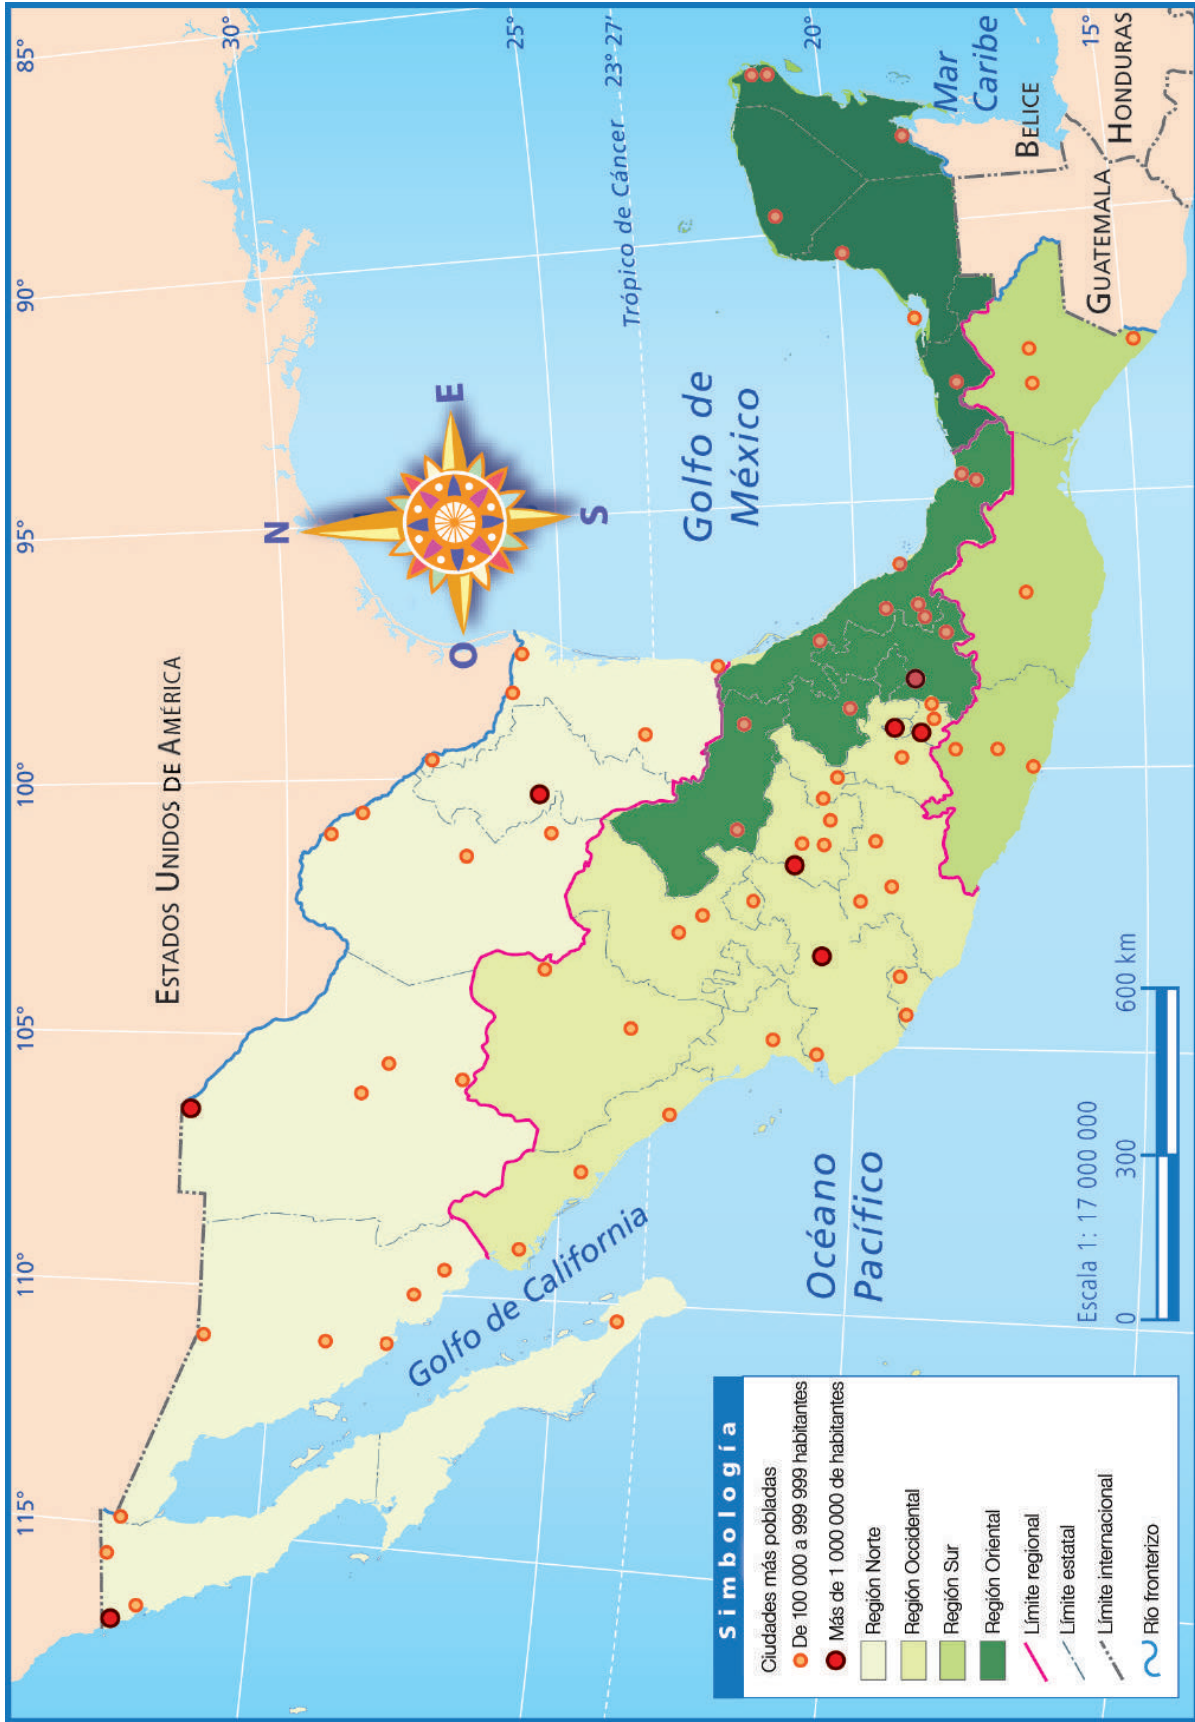 115°
110°
105°
100°
95°
90°
85°
30°
25°
23° 27'
20°
15°
ESTADOS UNIDOS DE AMÉRICA
N
E
S
O
Trópico de Cáncer
Golfo de
México
Golfo de California
Océano
Pacífico
Mar
Caribe
BELICE
GUATEMALA
HONDURAS
Escala 1: 17 000 000
0
300
600 km
Simbología
Ciudades más pobladas
De 100 000 a 999 999 habitantes
Más de 1 000 000 de habitantes
Región Norte
Región Occidental
Región Sur
Región Oriental
Límite regional
Límite estatal
Límite internacional
Río fronterizo